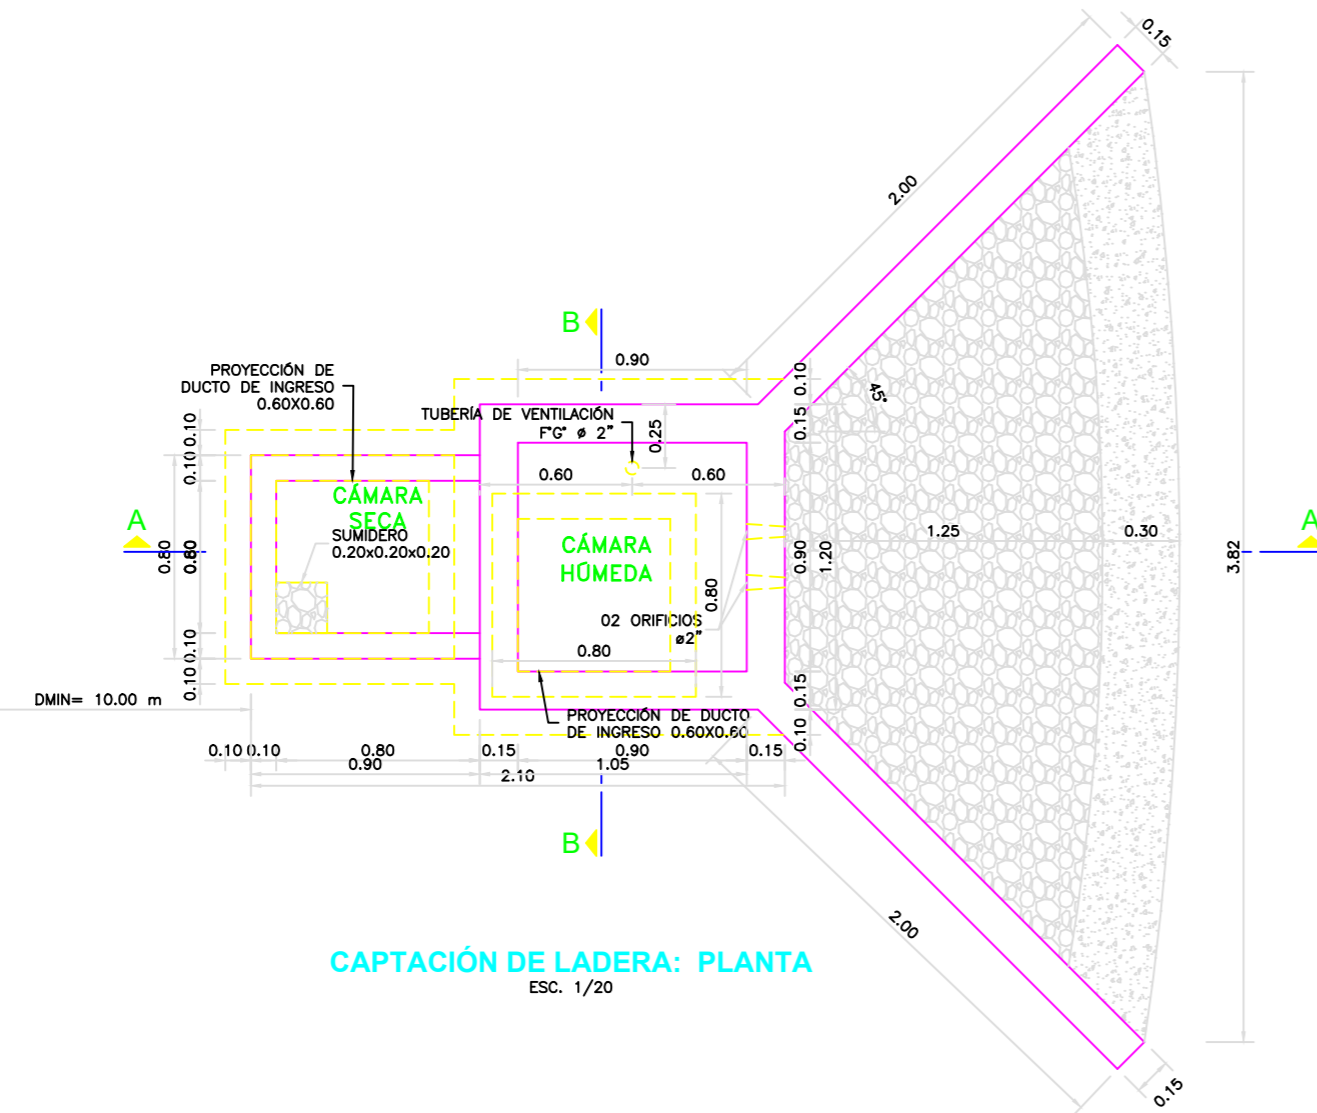 0.15
2.00
B
0.90
0.10
PROYECCIÓN DE
DUCTO DE INGRESO
0.60X0.60
45°
TUBERÍA DE VENTILACIÓN
F°G° ø 2"
0.25
0.15
0.10
0.10
0.60
0.60
CÁMARA
SECA
A
SUMIDERO
0.20x0.20x0.20
CÁMARA
HÚMEDA
1.25
0.30
A
0.80
0.90
1.20
3.82
0.80
02 ORIFICIOS
ø2"
0.80
0.10
0.10
0.15
0.10
DMIN= 10.00 m
PROYECCIÓN DE DUCTO
DE INGRESO 0.60X0.60
0.10
0.10
0.80
0.15
0.90
0.15
0.90
1.05
2.10
B
2.00
CAPTACIÓN DE LADERA: PLANTA
ESC. 1/20
0.15